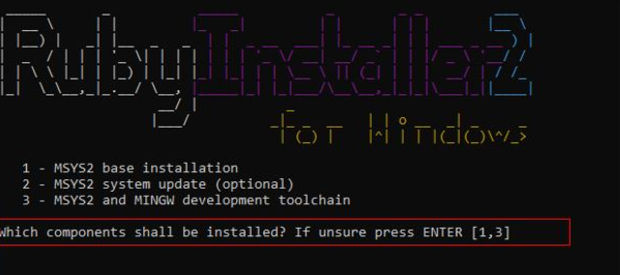 RubyInstaller2
for Windows
1 - MSYS2 base installation
2 - MSYS2 system update (optional)
3 - MSYS2 and MINGW development toolchain
Which components shall be installed? If unsure press ENTER [1,3]